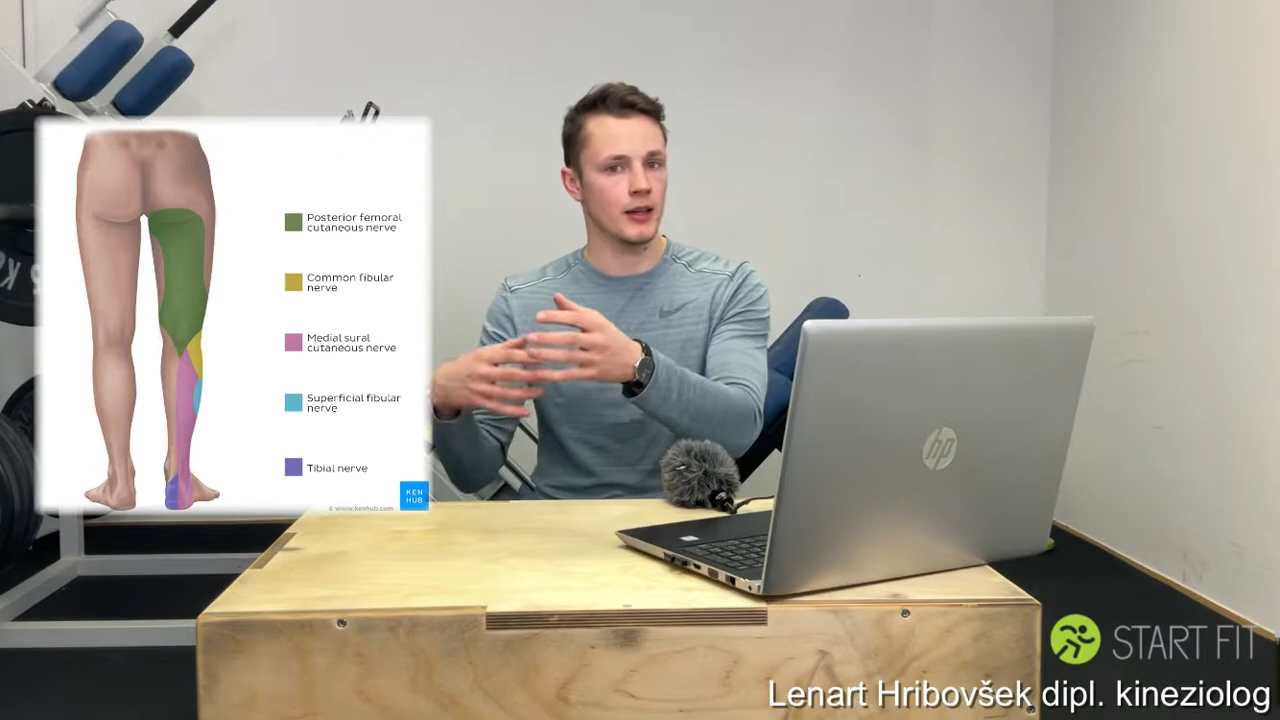 Posterior femoral
cutaneous nerve
Common fibular
nerve
Medial sural
cutaneous nerve
Superficial fibular
nerve
Tibial nerve
KEN
HUB
© www.kenhub.com
hp
START FIT
Lenart Hribovšek dipl. kineziolog